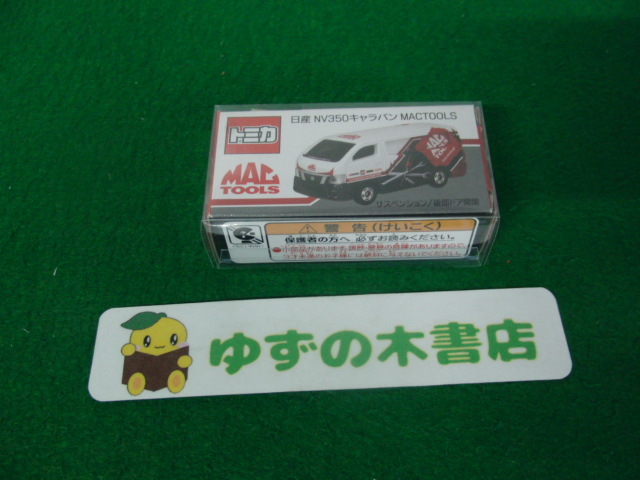 日産 NV350キャラバン MACTOOLS
トミカ
MAC
TOOLS
MAC
TOOLS
サスペンション/後部ドア開閉
警告(けいこく)
保護者の方へ 必ずお読みください。
ゆずの木書店